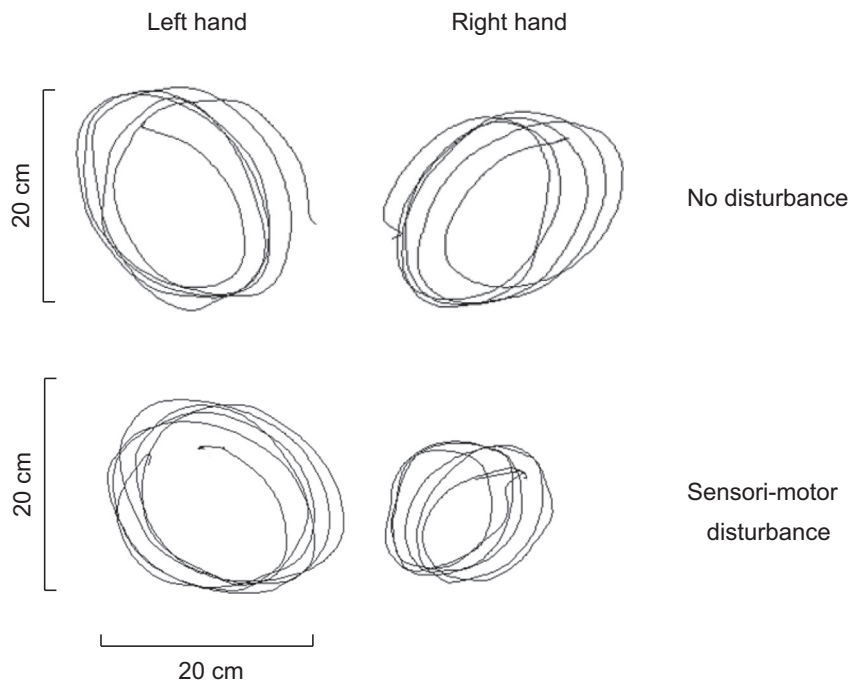 Left hand
Right hand
20 cm
No disturbance
20 cm
Sensori-motor
disturbance
20 cm